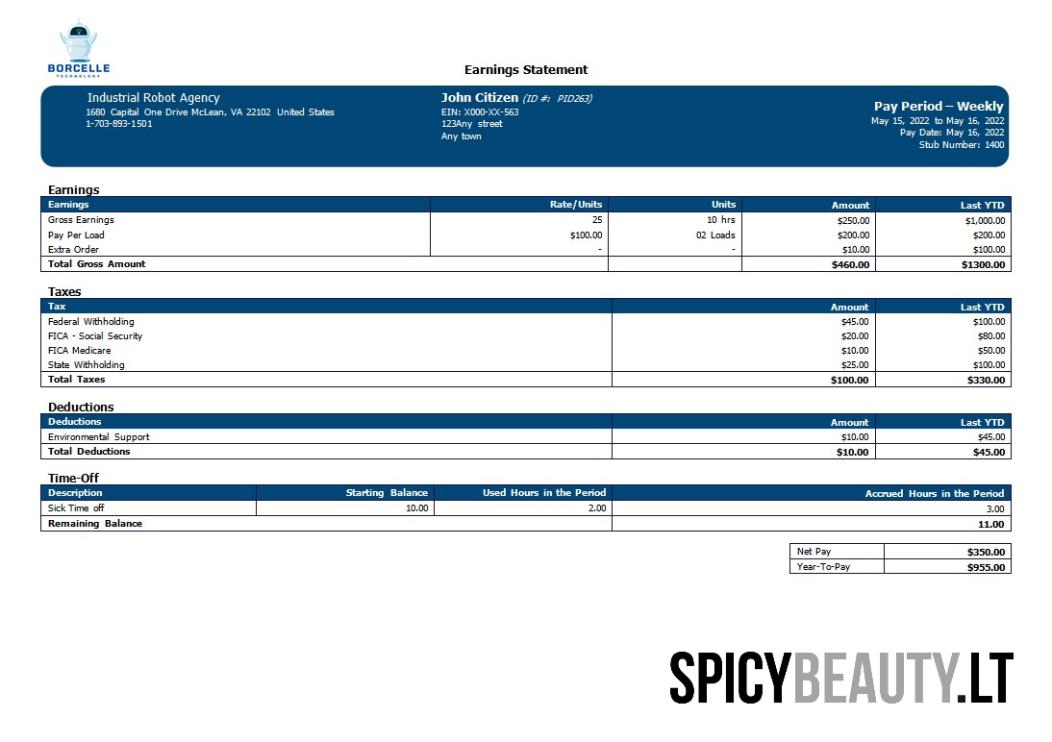 BORCELLE
TECHNOLOGY
Earnings Statement
Industrial Robot Agency
1680 Capital One Drive McLean, VA 22102 United States
1-703-893-1501
John Citizen (ID #: PID263)
EIN: X000-XX-563
123Any street
Any town
Pay Period – Weekly
May 15, 2022 to May 16, 2022
Pay Date: May 16, 2022
Stub Number: 1400
Earnings
Earnings Rate/Units Units Amount Last YTD
Gross Earnings 25 10 hrs $250.00 $1,000.00
Pay Per Load $100.00 02 Loads $200.00 $200.00
Extra Order - - $10.00 $100.00
Total Gross Amount $460.00 $1300.00
Taxes
Tax Amount Last YTD
Federal Withholding $45.00 $100.00
FICA - Social Security $20.00 $80.00
FICA Medicare $10.00 $50.00
State Withholding $25.00 $100.00
Total Taxes $100.00 $330.00
Deductions
Deductions Amount Last YTD
Environmental Support $10.00 $45.00
Total Deductions $10.00 $45.00
Time-Off
Description Starting Balance Used Hours in the Period Accrued Hours in the Period
Sick Time off 10.00 2.00 3.00
Remaining Balance 11.00
Net Pay $350.00
Year-To-Pay $955.00
SPICYBEAUTY.LT